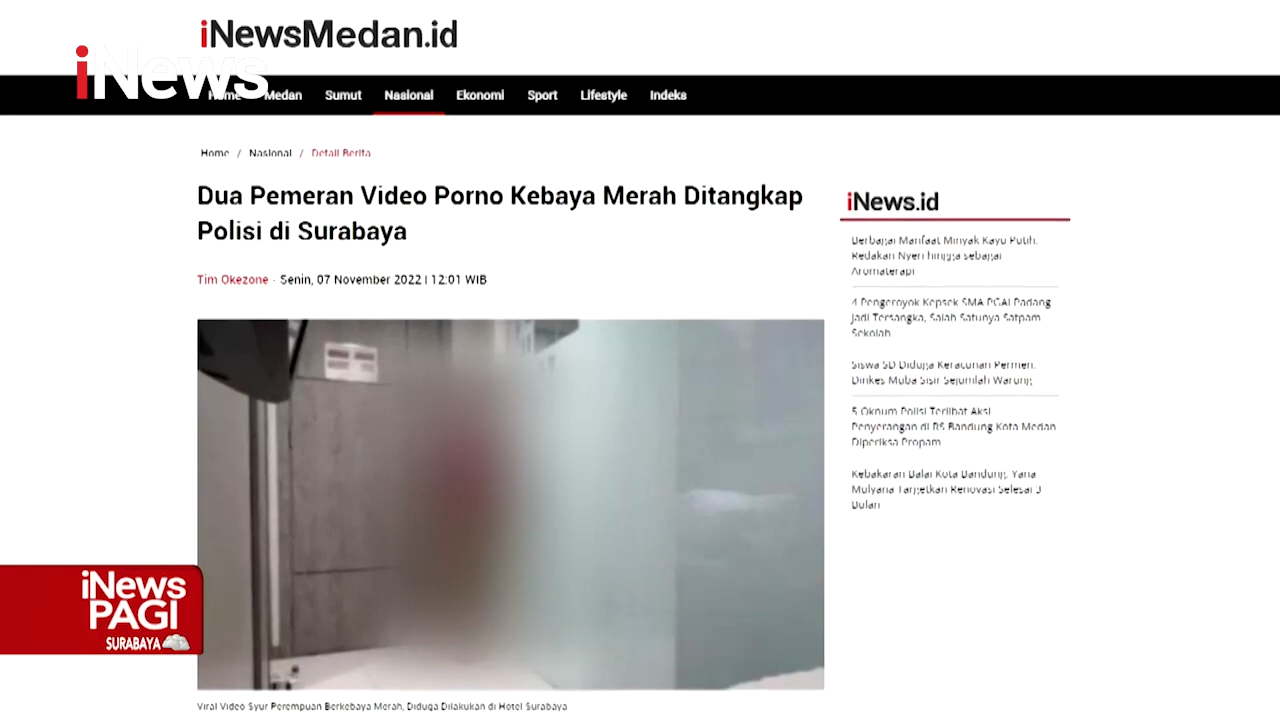 iNewsMedan.id
iNews
Home Medan Sumut Nasional Ekonomi Sport Lifestyle Indeks
Home / Nasional / Detail Berita
Dua Pemeran Video Porno Kebaya Merah Ditangkap
Polisi di Surabaya
Tim Okezone - Senin, 07 November 2022 | 12:01 WIB
iNews.id
Berbagai Manfaat Minyak Kayu Putih,
Redakan Nyeri hingga sebagai
Aromaterapi
4 Pengeroyok Kepsek SMA PGAI Padang
Jadi Tersangka, Salah Satunya Satpam
Sekolah
Siswa SD Diduga Keracunan Permen,
Dinkes Muba Sisir Sejumlah Warung
5 Oknum Polisi Terlibat Aksi
Penyerangan di RS Bandung Kota Medan
Diperiksa Propam
Kebakaran Balai Kota Bandung, Yana
Mulyana Targetkan Renovasi Selesai 3
Bulan
iNews
PAGI
SURABAYA
Viral Video Syur Perempuan Berkebaya Merah, Diduga Dilakukan di Hotel Surabaya